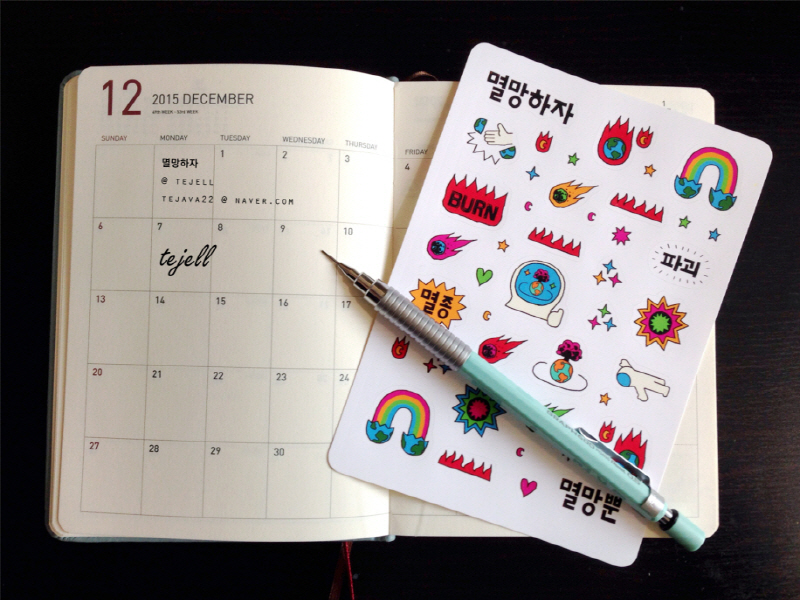 12
2015 DECEMBER
SUNDAY MONDAY TUESDAY WEDNESDAY THURSDAY FRIDAY
1 2 3 4
멸망하자
@ TEJELL
TEJAVA22 @ NAVER.COM
6 7 8 9 10
tejell
13 14 15 16 17
20 21 22 23 24
27 28 29 30
1
멸망하자
BURN
파괴
멸종
멸망뿐